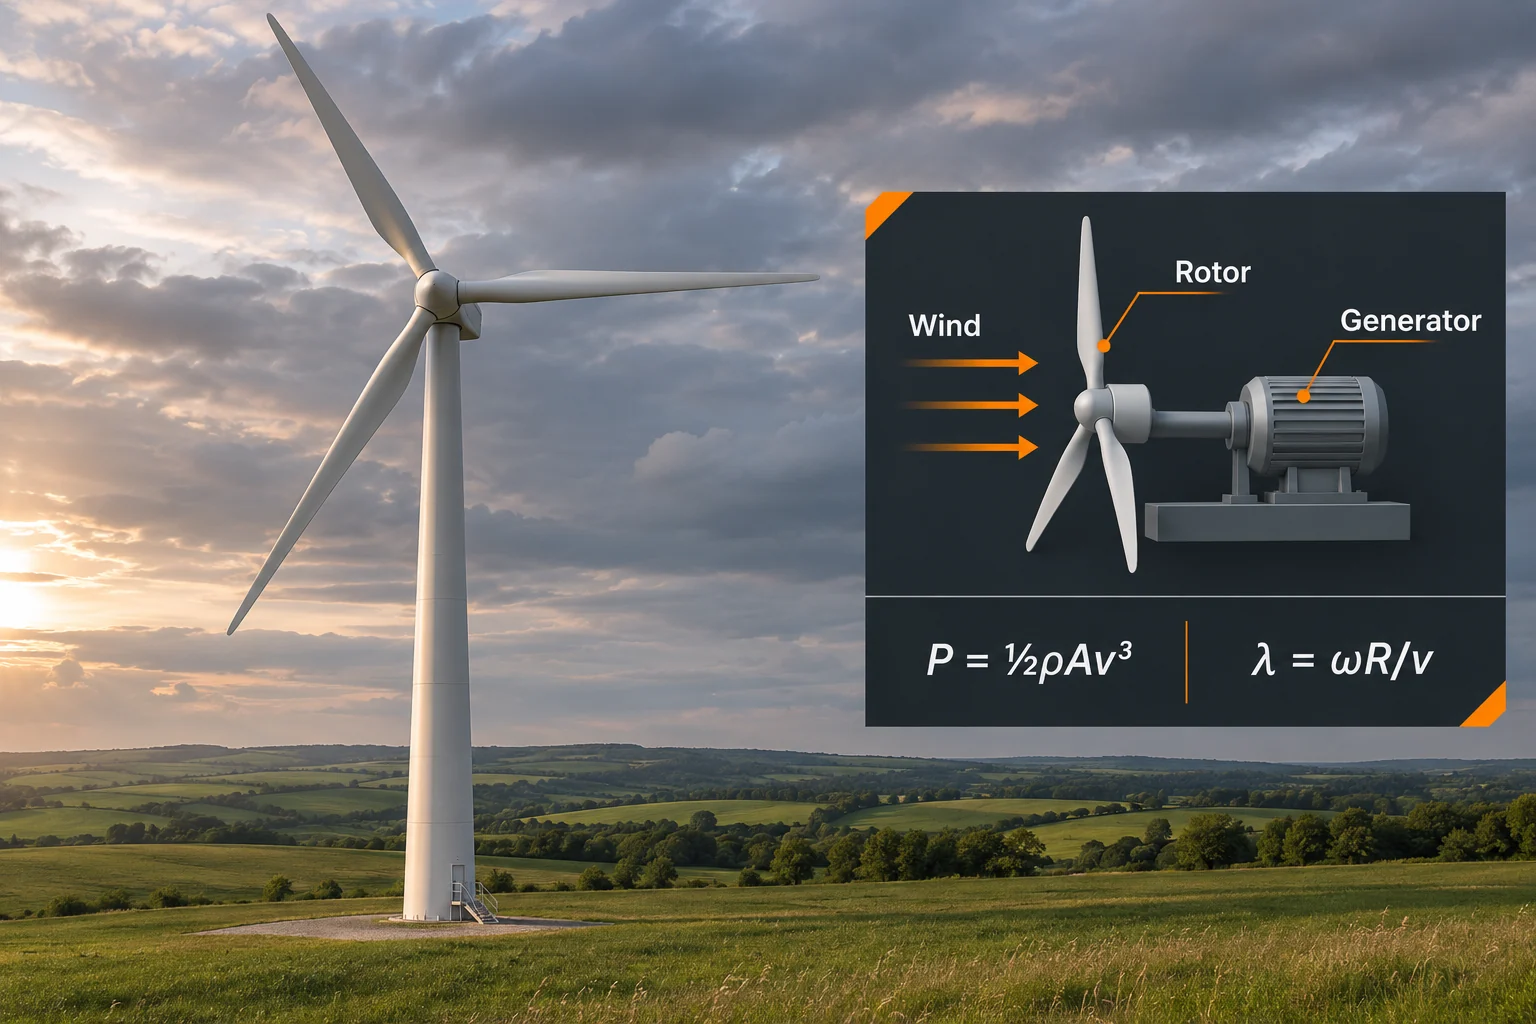 Rotor
Generator
Wind
P = ½ρAv³
λ = ωR/v